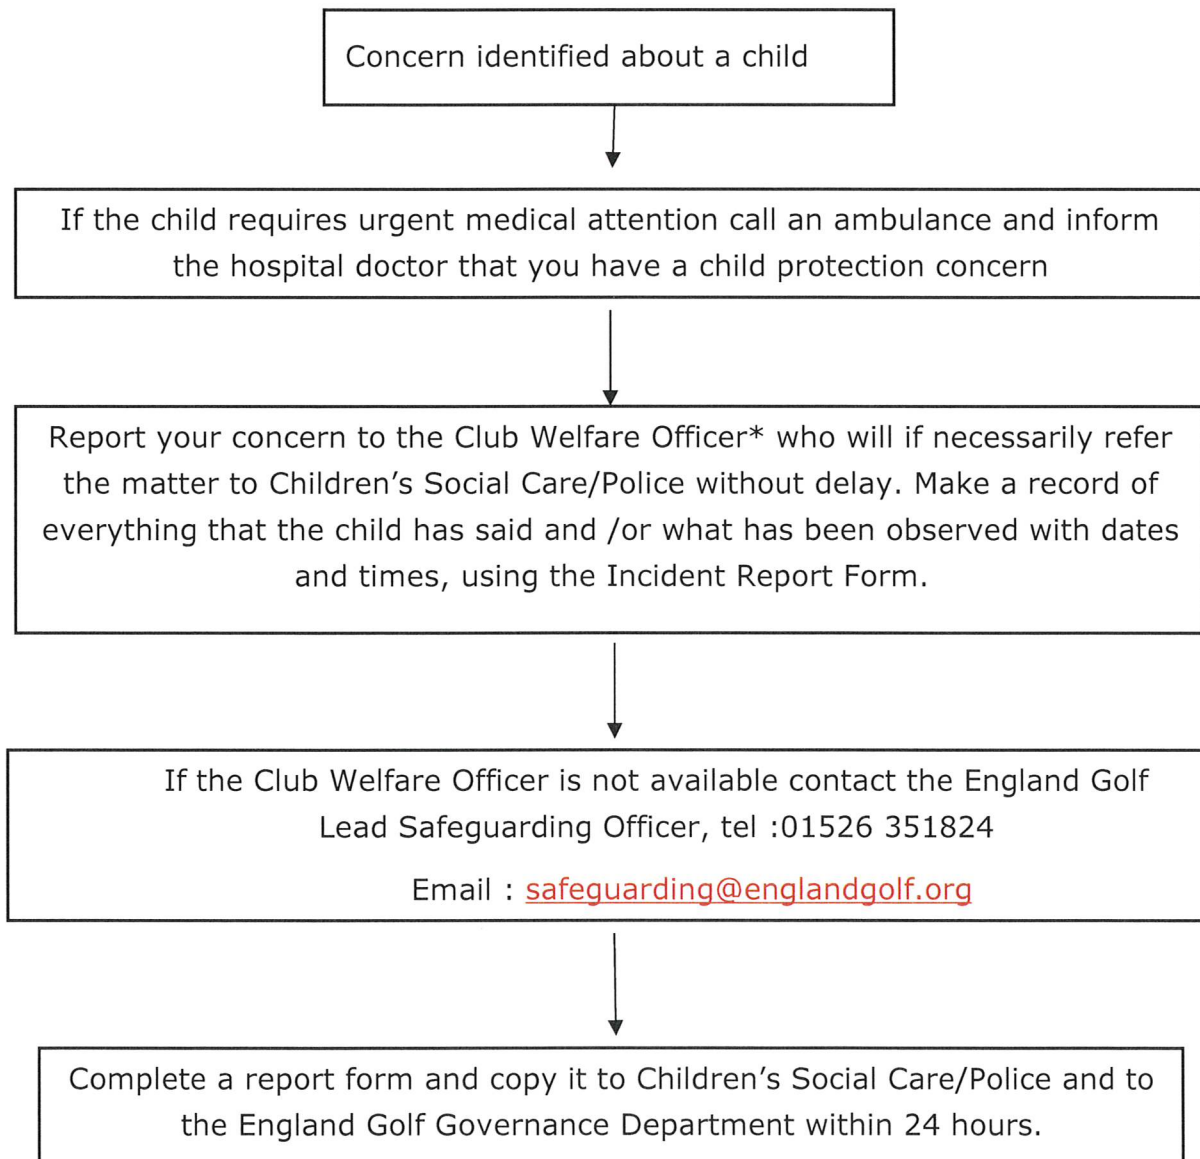 Concern identified about a child
If the child requires urgent medical attention call an ambulance and inform
the hospital doctor that you have a child protection concern
Report your concern to the Club Welfare Officer* who will if necessarily refer
the matter to Children's Social Care/Police without delay. Make a record of
everything that the child has said and /or what has been observed with dates
and times, using the Incident Report Form.
If the Club Welfare Officer is not available contact the England Golf
Lead Safeguarding Officer, tel :01526 351824
Email : safeguarding@englandgolf.org
Complete a report form and copy it to Children's Social Care/Police and to
the England Golf Governance Department within 24 hours.